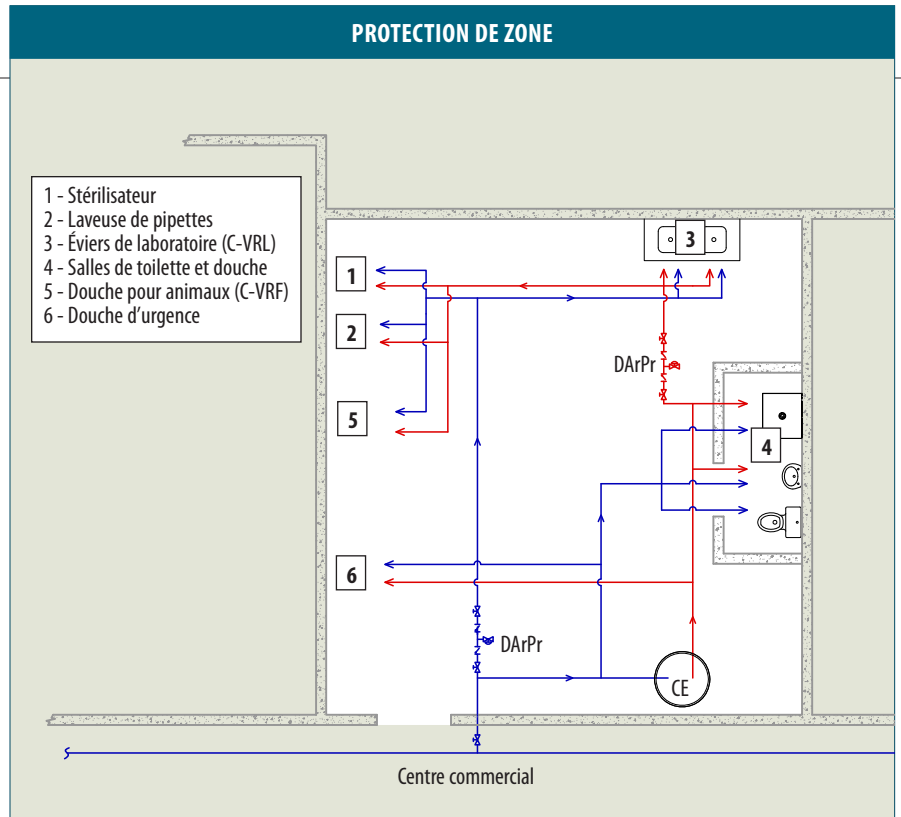 PROTECTION DE ZONE
1 - Stérilisateur
2 - Laveuse de pipettes
3 - Éviers de laboratoire (C-VRL)
4 - Salles de toilette et douche
5 - Douche pour animaux (C-VRF)
6 - Douche d'urgence
3
1
2
DArPr
5
4
6
DArPr
CE
Centre commercial